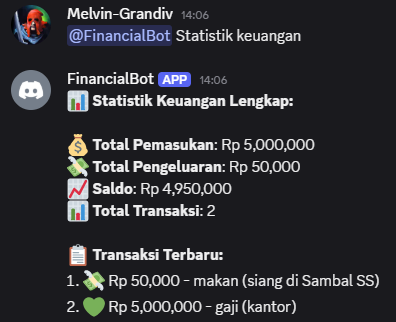 Melvin-Grandiv 14:06
@FinancialBot Statistik keuangan
FinancialBot APP 14:06
📊 Statistik Keuangan Lengkap:
💰 Total Pemasukan: Rp 5,000,000
💸 Total Pengeluaran: Rp 50,000
📈 Saldo: Rp 4,950,000
📊 Total Transaksi: 2
📋 Transaksi Terbaru:
1. 💸 Rp 50,000 - makan (siang di Sambal SS)
2. 💚 Rp 5,000,000 - gaji (kantor)